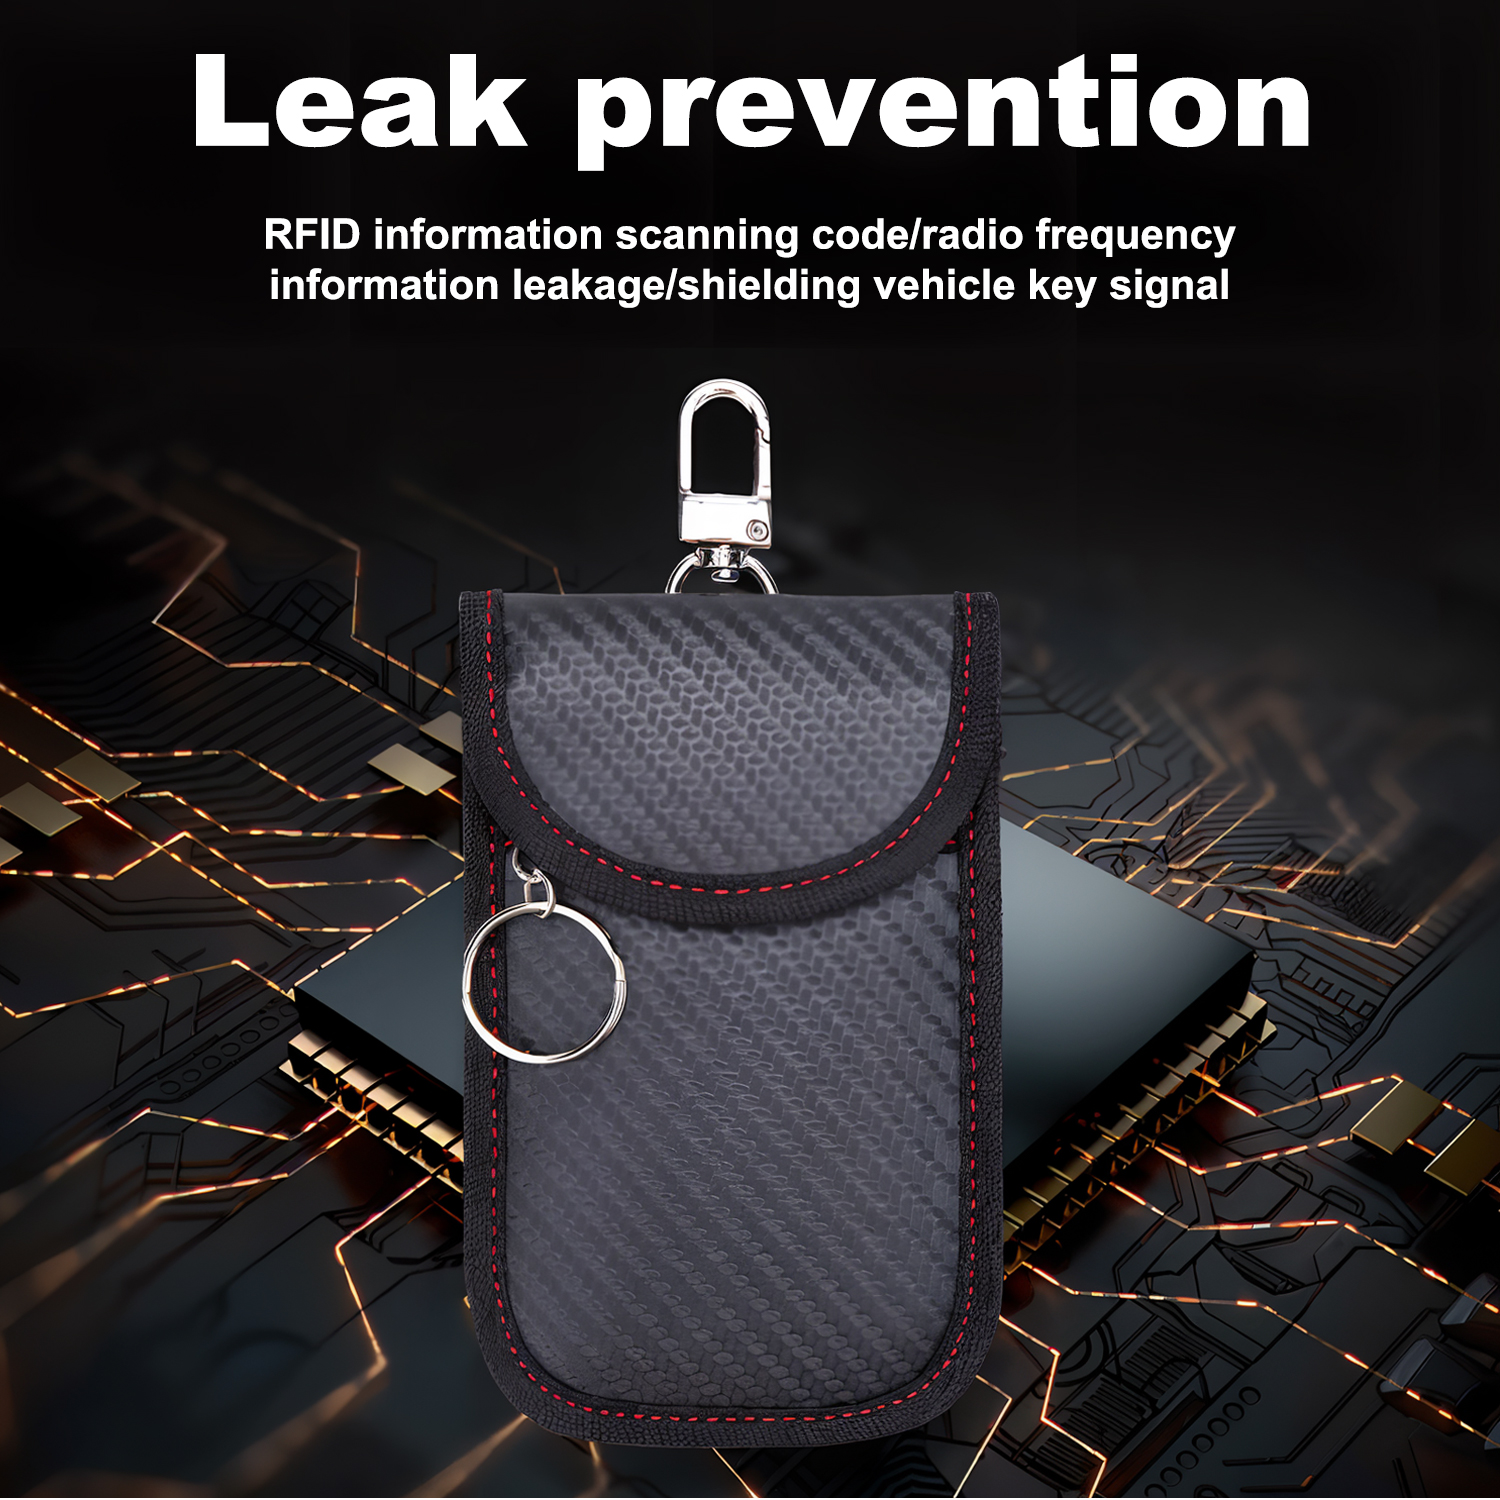 Leak prevention
RFID information scanning code/radio frequency
information leakage/shielding vehicle key signal